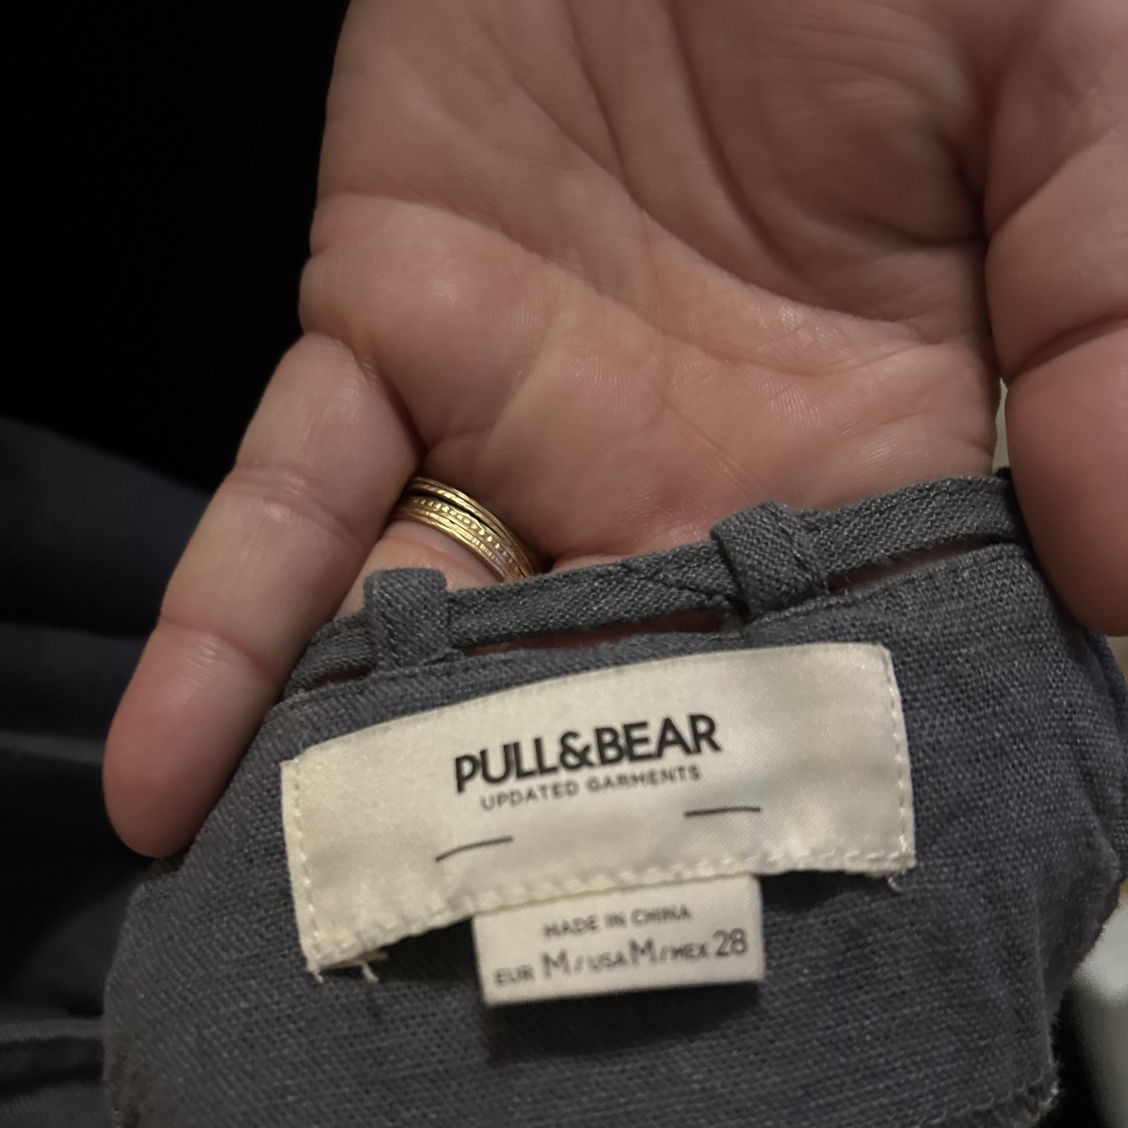 PULL&BEAR
UPDATED GARMENTS
MADE IN CHINA
EUR M / USA M / MEX 28